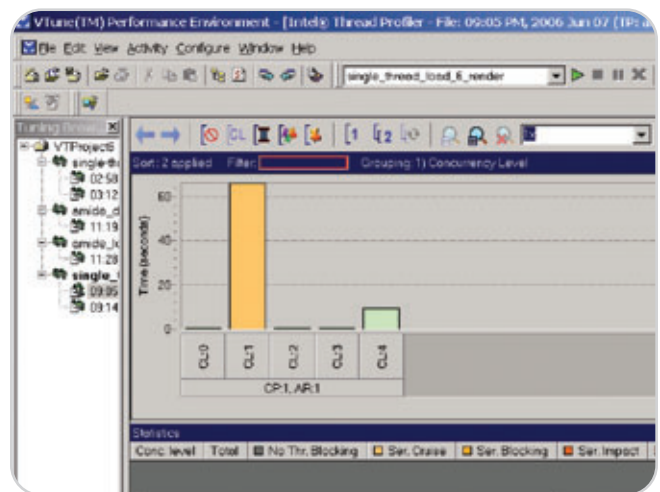 VTune(TM) Performance Environment - [Intel® Thread Profiler - File: 09:05 PM, 2006 Jun 07 (TP:
File Edit View Activity Configure Window Help
single_thread_load_6_render
Tuning Browser
VTProject6
02:58
03:12
11:19
11:28
single_t
09:05
09:14
Sort: 2 applied Filter: Grouping: 1) Concurrency Level
Time (seconds)
60
40
20
0
CL:0 CL:1 CL:2 CL:3 CL:4
CP:1, AR:1
Statistics
Conc. level Total No Thr. Blocking Ser. Cruise Ser. Blocking Ser. Impact